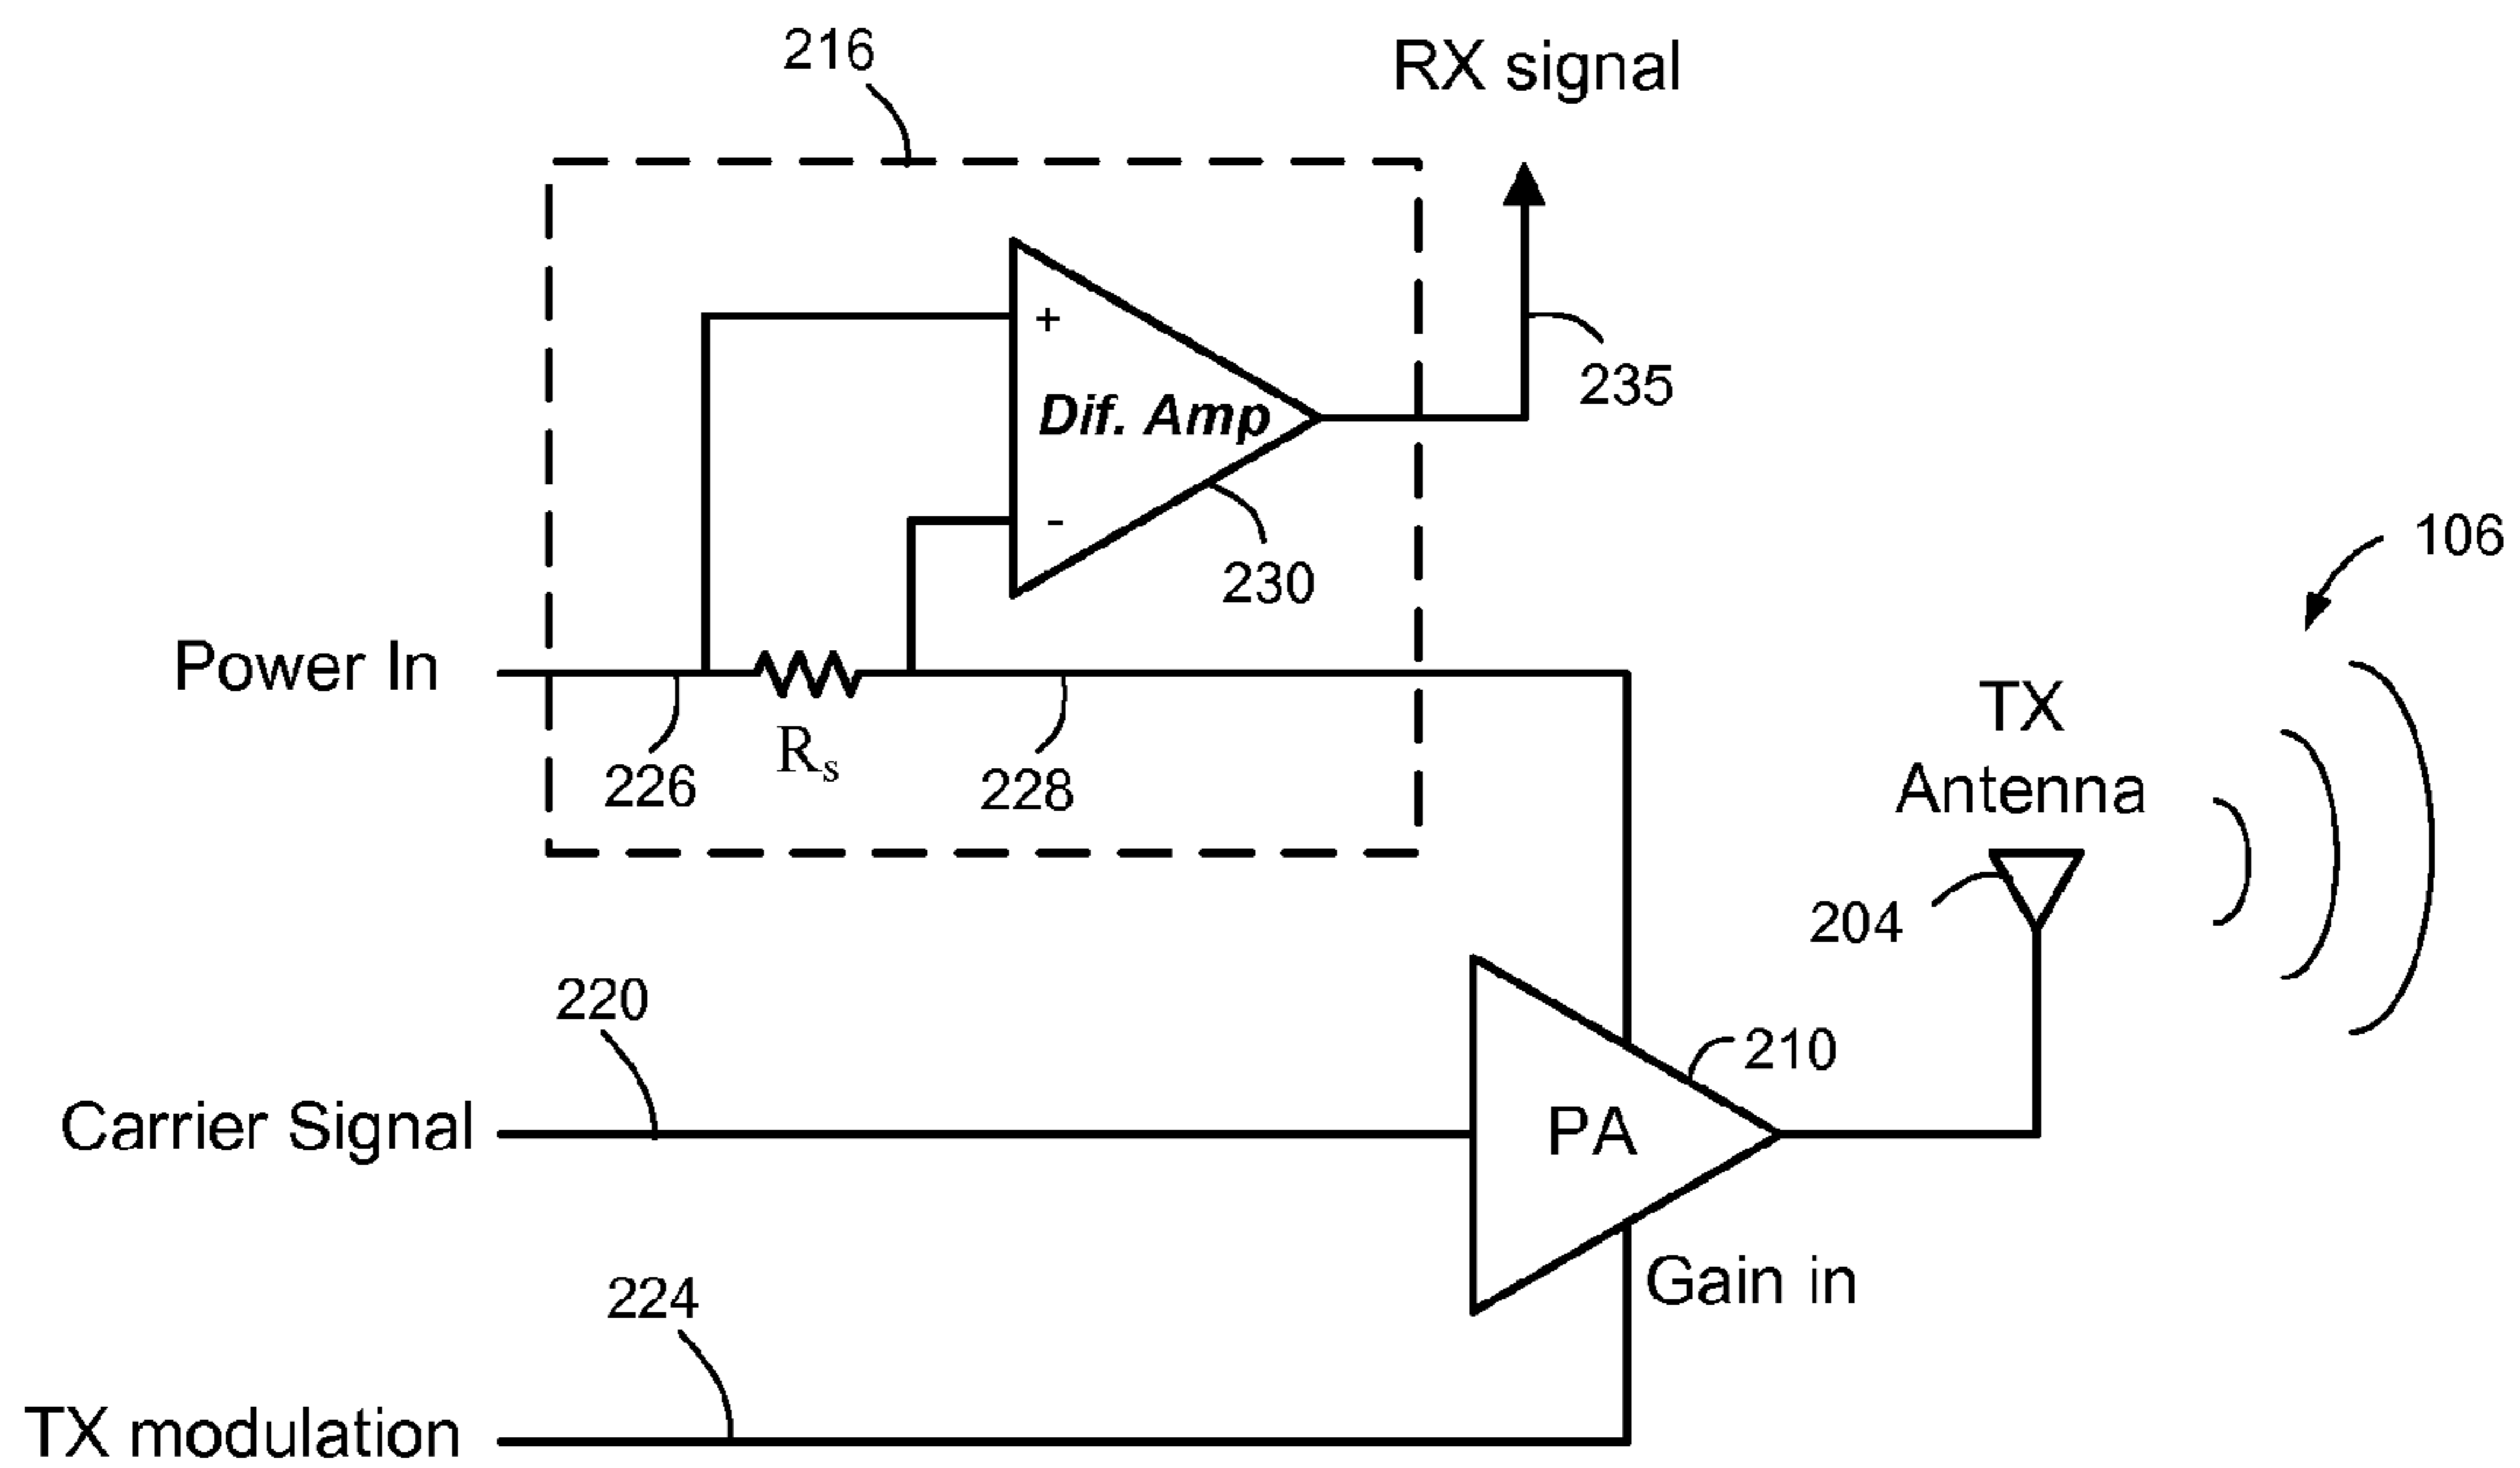 216
RX signal
+
Dif. Amp
235
-
230
106
Power In
226
Rs
228
TX
Antenna
204
220
210
Carrier Signal
PA
224
Gain in
TX modulation